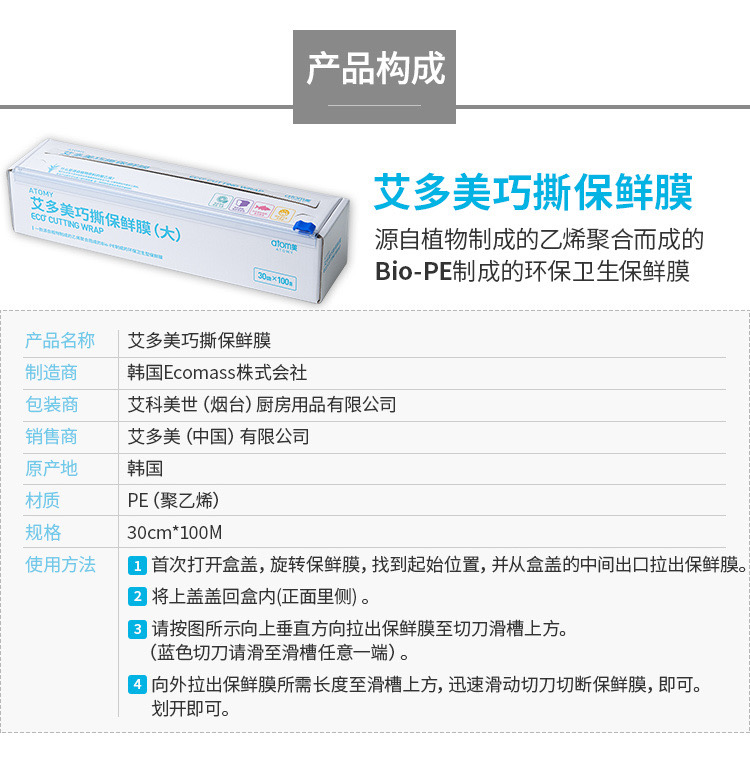 产品构成
ATOMY
艾多美巧撕保鲜膜(大)
ECO CUTTING WRAP
atom美
ATOMY
30cm×100m
艾多美巧撕保鲜膜
源自植物制成的乙烯聚合而成的
Bio-PE制成的环保卫生保鲜膜
产品名称 艾多美巧撕保鲜膜
制造商 韩国Ecomass株式会社
包装商 艾科美世（烟台）厨房用品有限公司
销售商 艾多美（中国）有限公司
原产地 韩国
材质 PE（聚乙烯）
规格 30cm*100M
使用方法 1 首次打开盒盖，旋转保鲜膜，找到起始位置，并从盒盖的中间出口拉出保鲜膜。
2 将上盖盖回盒内(正面里侧)。
3 请按图所示向上垂直方向拉出保鲜膜至切刀滑槽上方。
（蓝色切刀请滑至滑槽任意一端）。
4 向外拉出保鲜膜所需长度至滑槽上方，迅速滑动切刀切断保鲜膜，即可。
划开即可。